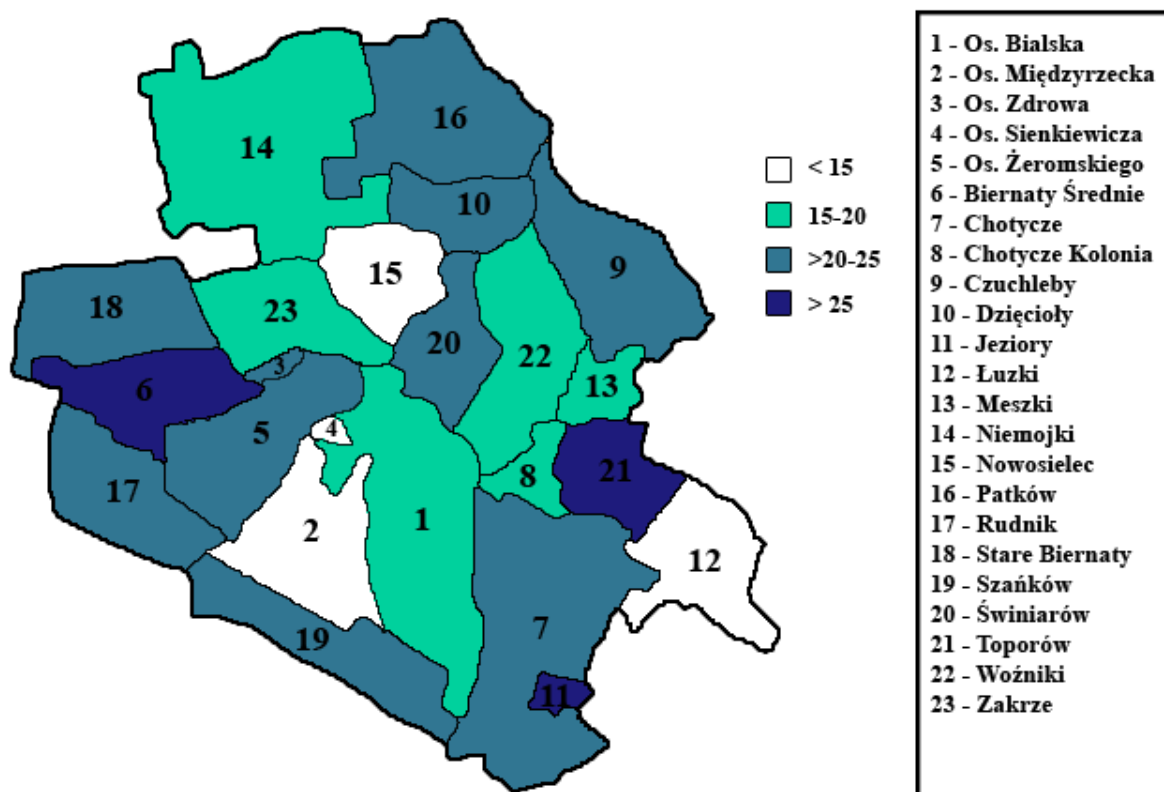 16
14
10
15
9
18
23
20
22
3
13
6
5
4
8
21
17
1
2
12
19
7
11
< 15
15-20
>20-25
> 25
1 - Os. Bialska
2 - Os. Międzyrzecka
3 - Os. Zdrowa
4 - Os. Sienkiewicza
5 - Os. Żeromskiego
6 - Biernaty Średnie
7 - Chotycze
8 - Chotycze Kolonia
9 - Czuchleby
10 - Dzięcioły
11 - Jeziory
12 - Łuzki
13 - Meszki
14 - Niemojki
15 - Nowosielec
16 - Patków
17 - Rudnik
18 - Stare Biernaty
19 - Szańków
20 - Świniarów
21 - Toporów
22 - Woźniki
23 - Zakrze